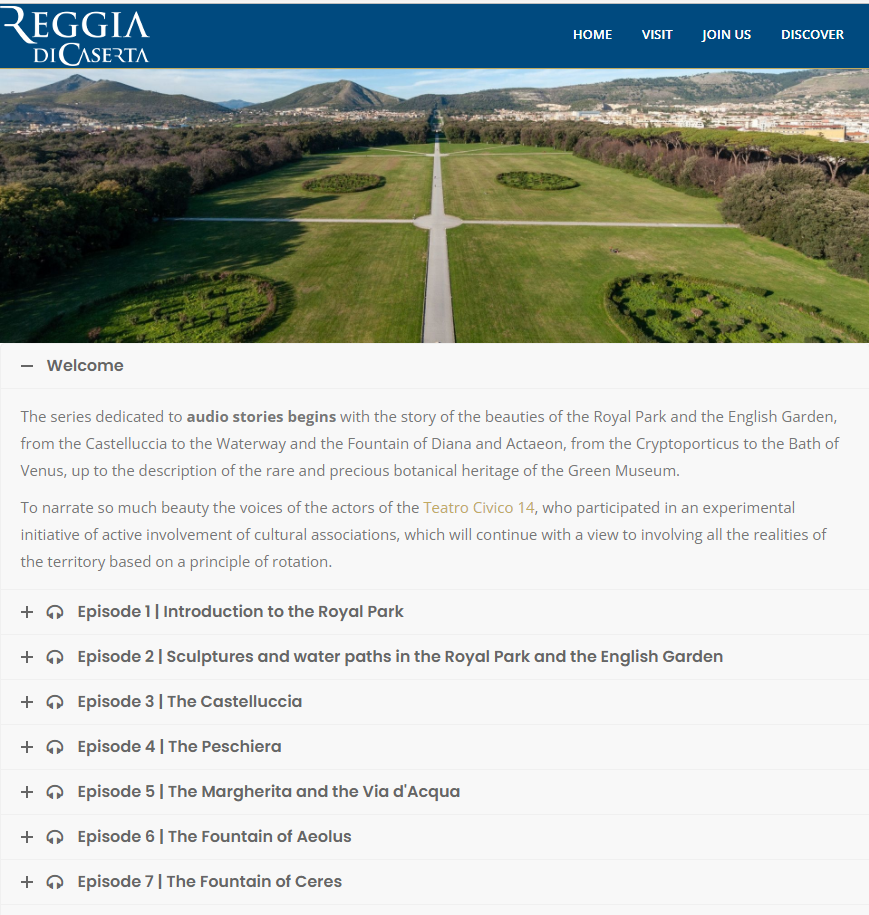 REGGIA
DI CASERTA
HOME VISIT JOIN US DISCOVER
Welcome
The series dedicated to audio stories begins with the story of the beauties of the Royal Park and the English Garden,
from the Castelluccia to the Waterway and the Fountain of Diana and Actaeon, from the Cryptoporticus to the Bath of
Venus, up to the description of the rare and precious botanical heritage of the Green Museum.
To narrate so much beauty the voices of the actors of the Teatro Civico 14, who participated in an experimental
initiative of active involvement of cultural associations, which will continue with a view to involving all the realities of
the territory based on a principle of rotation.
Episode 1 | Introduction to the Royal Park
Episode 2 | Sculptures and water paths in the Royal Park and the English Garden
Episode 3 | The Castelluccia
Episode 4 | The Peschiera
Episode 5 | The Margherita and the Via d'Acqua
Episode 6 | The Fountain of Aeolus
Episode 7 | The Fountain of Ceres